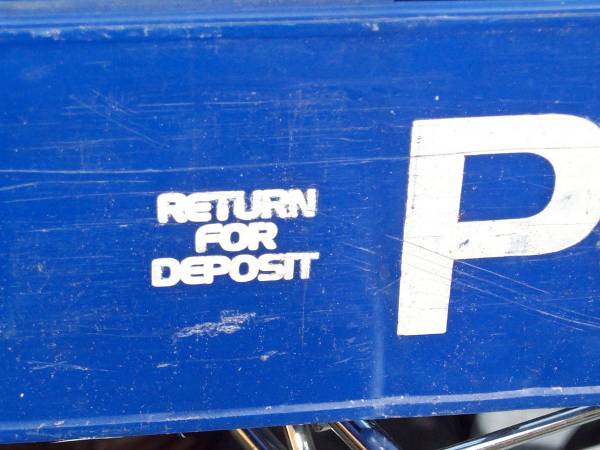 RETURN
FOR
DEPOSIT
P